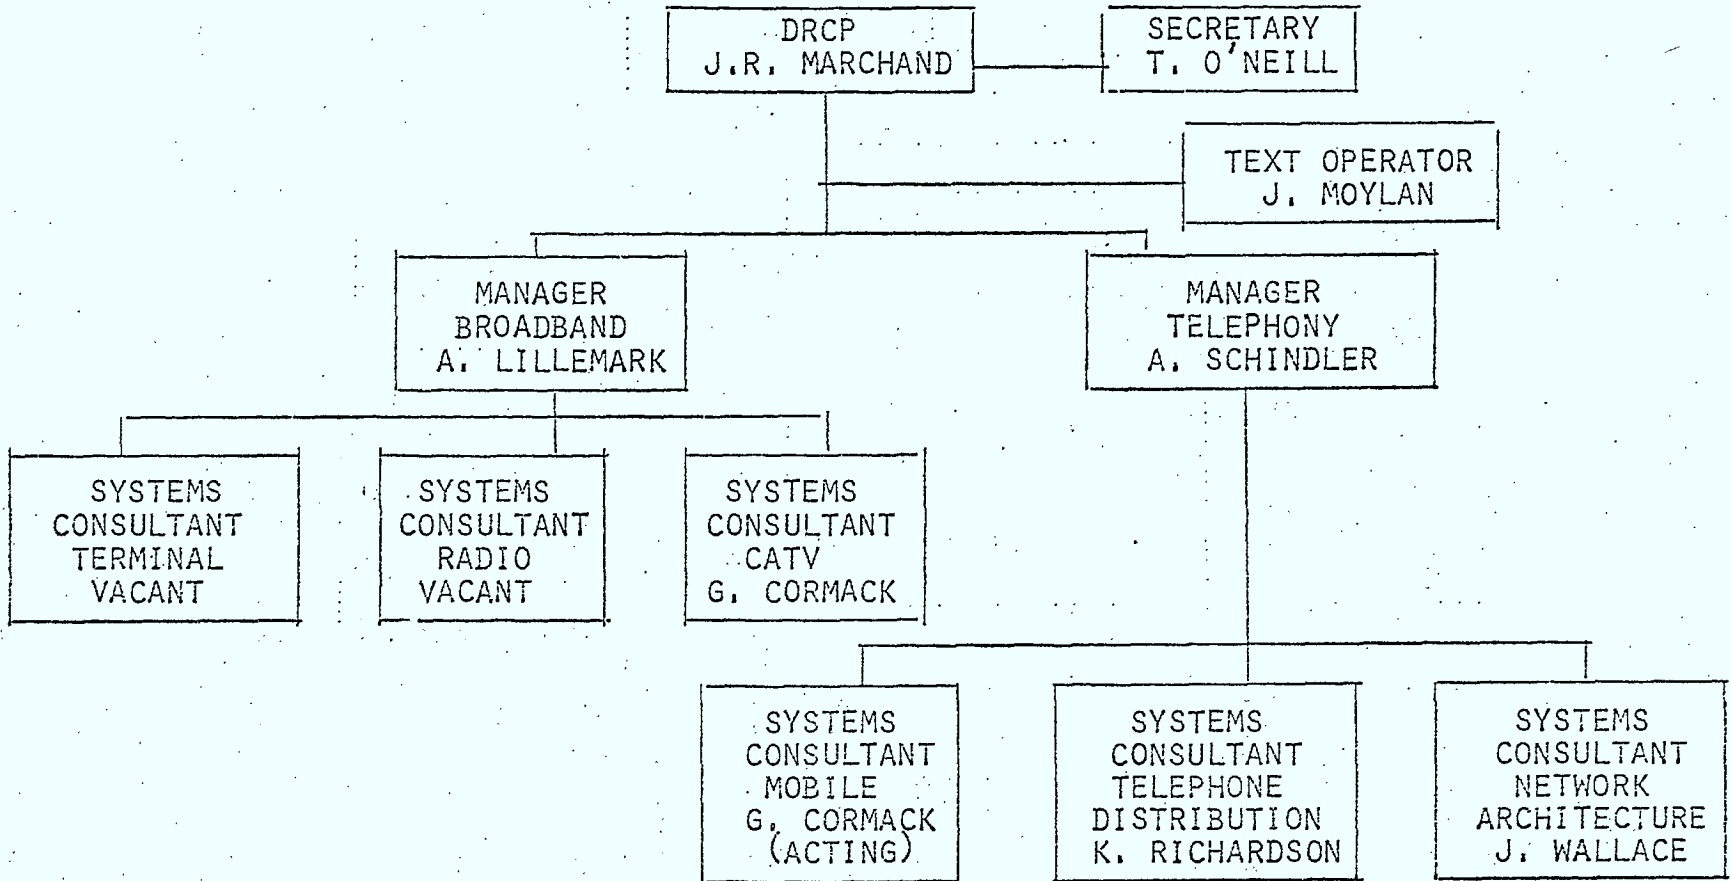 DRCP
J.R. MARCHAND
SECRETARY
T. O'NEILL
TEXT OPERATOR
J. MOYLAN
MANAGER
BROADBAND
A. LILLEMARK
MANAGER
TELEPHONY
A. SCHINDLER
SYSTEMS
CONSULTANT
TERMINAL
VACANT
SYSTEMS
CONSULTANT
RADIO
VACANT
SYSTEMS
CONSULTANT
CATV
G. CORMACK
SYSTEMS
CONSULTANT
MOBILE
G. CORMACK
(ACTING)
SYSTEMS
CONSULTANT
TELEPHONE
DISTRIBUTION
K. RICHARDSON
SYSTEMS
CONSULTANT
NETWORK
ARCHITECTURE
J. WALLACE